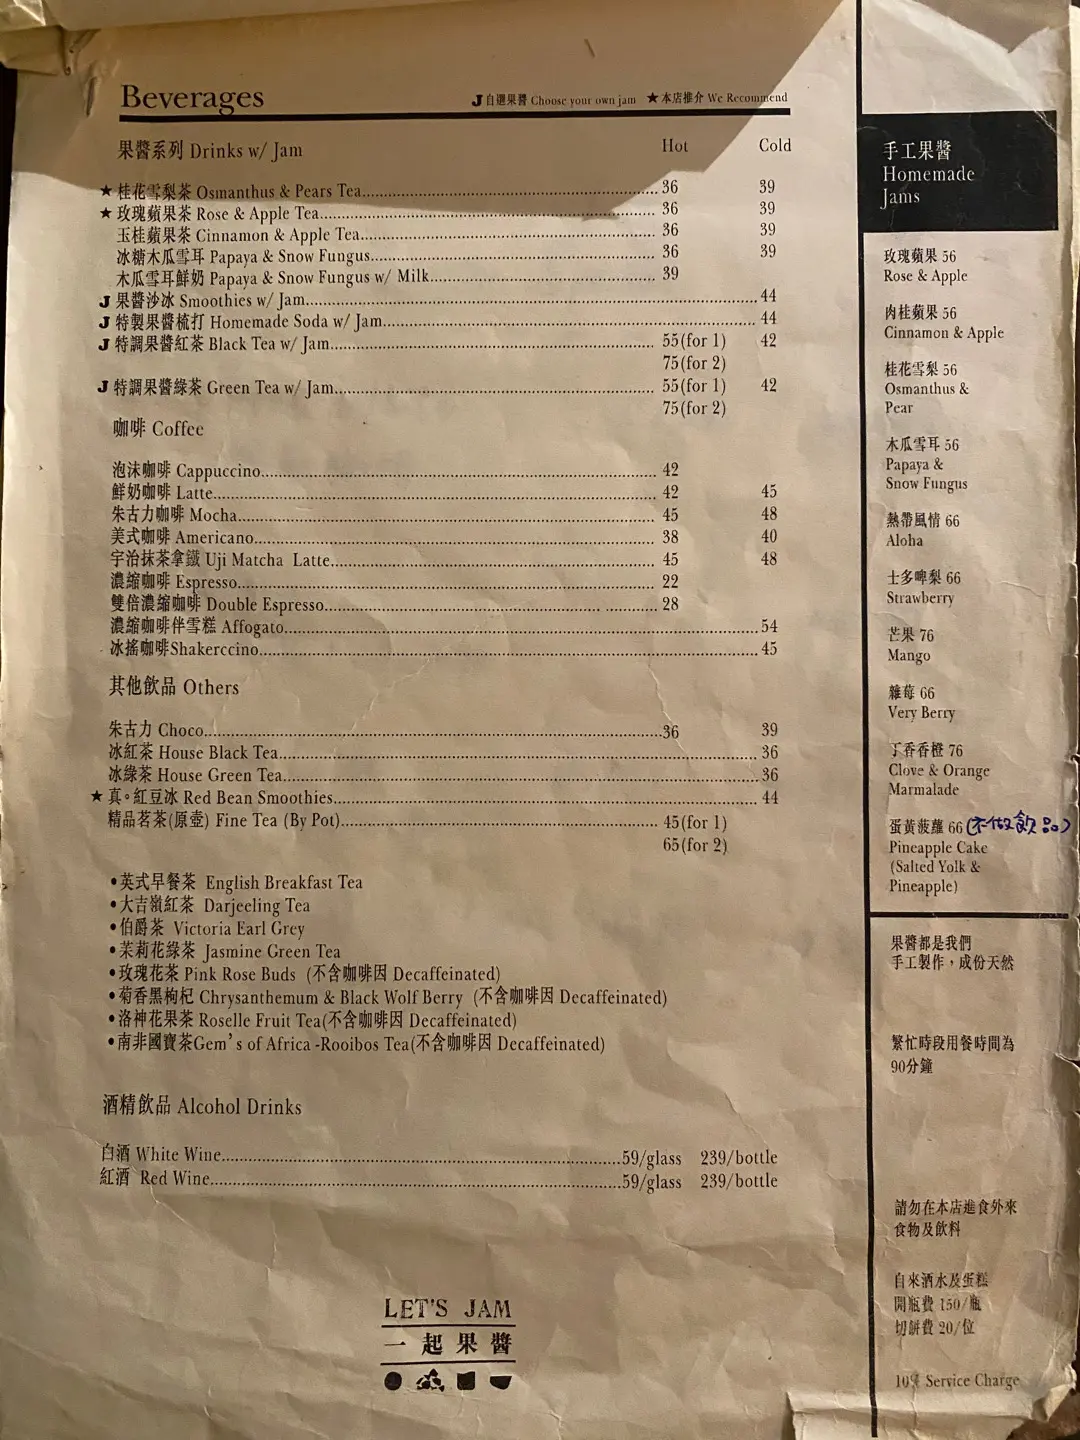 Beverages
J自選果醬 Choose your own jam ★本店推介 We Recommend
果醬系列 Drinks w/ Jam Hot Cold
★桂花雪梨茶 Osmanthus & Pears Tea 36 39
★玫瑰蘋果茶 Rose & Apple Tea 36 39
玉桂蘋果茶 Cinnamon & Apple Tea 36 39
冰糖木瓜雪耳 Papaya & Snow Fungus 36 39
木瓜雪耳鮮奶 Papaya & Snow Fungus w/ Milk 39
J 果醬沙冰 Smoothies w/ Jam 44
J 特製果醬梳打 Homemade Soda w/ Jam 44
J 特調果醬紅茶 Black Tea w/ Jam 55(for 1) 42
75(for 2)
J 特調果醬綠茶 Green Tea w/ Jam 55(for 1) 42
75(for 2)
咖啡 Coffee
泡沫咖啡 Cappuccino 42
鮮奶咖啡 Latte 42 45
朱古力咖啡 Mocha 45 48
美式咖啡 Americano 38 40
宇治抹茶拿鐵 Uji Matcha Latte 45 48
濃縮咖啡 Espresso 22
雙倍濃縮咖啡 Double Espresso 28
濃縮咖啡伴雪糕 Affogato 54
冰搖咖啡Shakerccino 45
其他飲品 Others
朱古力 Choco 36 39
冰紅茶 House Black Tea 36
冰綠茶 House Green Tea 36
★真。紅豆冰 Red Bean Smoothies 44
精品茗茶(原壺) Fine Tea (By Pot) 45(for 1)
65(for 2)
•英式早餐茶 English Breakfast Tea
•大吉嶺紅茶 Darjeeling Tea
•伯爵茶 Victoria Earl Grey
•茉莉花綠茶 Jasmine Green Tea
•玫瑰花茶 Pink Rose Buds (不含咖啡因 Decaffeinated)
•菊香黑枸杞 Chrysanthemum & Black Wolf Berry (不含咖啡因 Decaffeinated)
•洛神花果茶 Roselle Fruit Tea(不含咖啡因 Decaffeinated)
•南非國寶茶Gem's of Africa -Rooibos Tea(不含咖啡因 Decaffeinated)
酒精飲品 Alcohol Drinks
白酒 White Wine 59/glass 239/bottle
紅酒 Red Wine 59/glass 239/bottle
LET'S JAM
一起果醬
手工果醬
Homemade
Jams
玫瑰蘋果 56
Rose & Apple
肉桂蘋果 56
Cinnamon & Apple
桂花雪梨 56
Osmanthus &
Pear
木瓜雪耳 56
Papaya &
Snow Fungus
熱帶風情 66
Aloha
士多啤梨 66
Strawberry
芒果 76
Mango
雜莓 66
Very Berry
丁香香橙 76
Clove & Orange
Marmalade
蛋黃菠蘿 66(不做飲品)
Pineapple Cake
(Salted Yolk &
Pineapple)
果醬都是我們
手工製作，成份天然
繁忙時段用餐時間為
90分鐘
請勿在本店進食外來
食物及飲料
自來酒水及蛋糕
開瓶費 150/瓶
切餅費 20/位
10% Service Charge